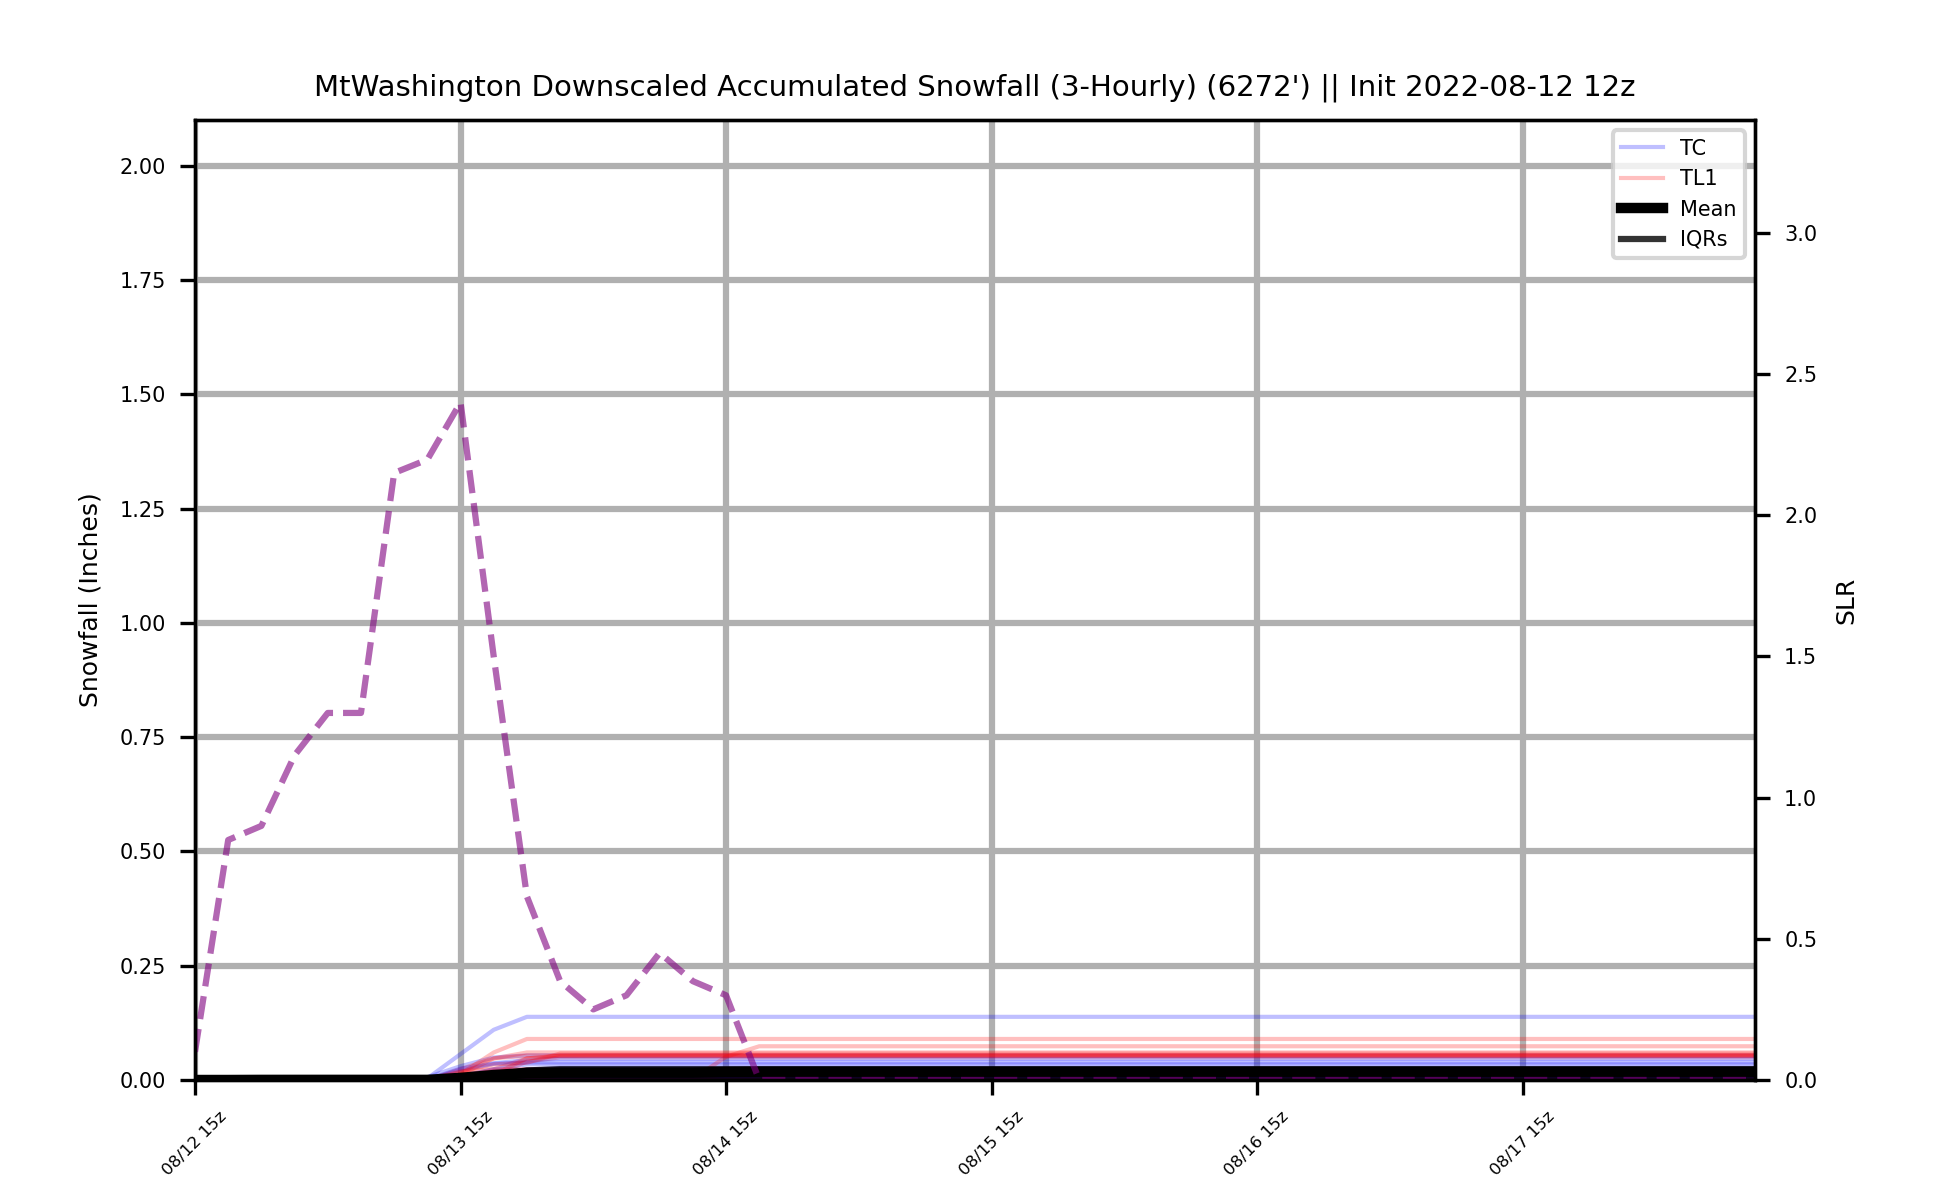 MtWashington Downscaled Accumulated Snowfall (3-Hourly) (6272') || Init 2022-08-12 12z
TC
TL1
Mean
IQRs
Snowfall (Inches)
2.00
1.75
1.50
1.25
1.00
0.75
0.50
0.25
0.00
3.0
2.5
2.0
1.5
1.0
0.5
0.0
SLR
08/12 15z
08/13 15z
08/14 15z
08/15 15z
08/16 15z
08/17 15z